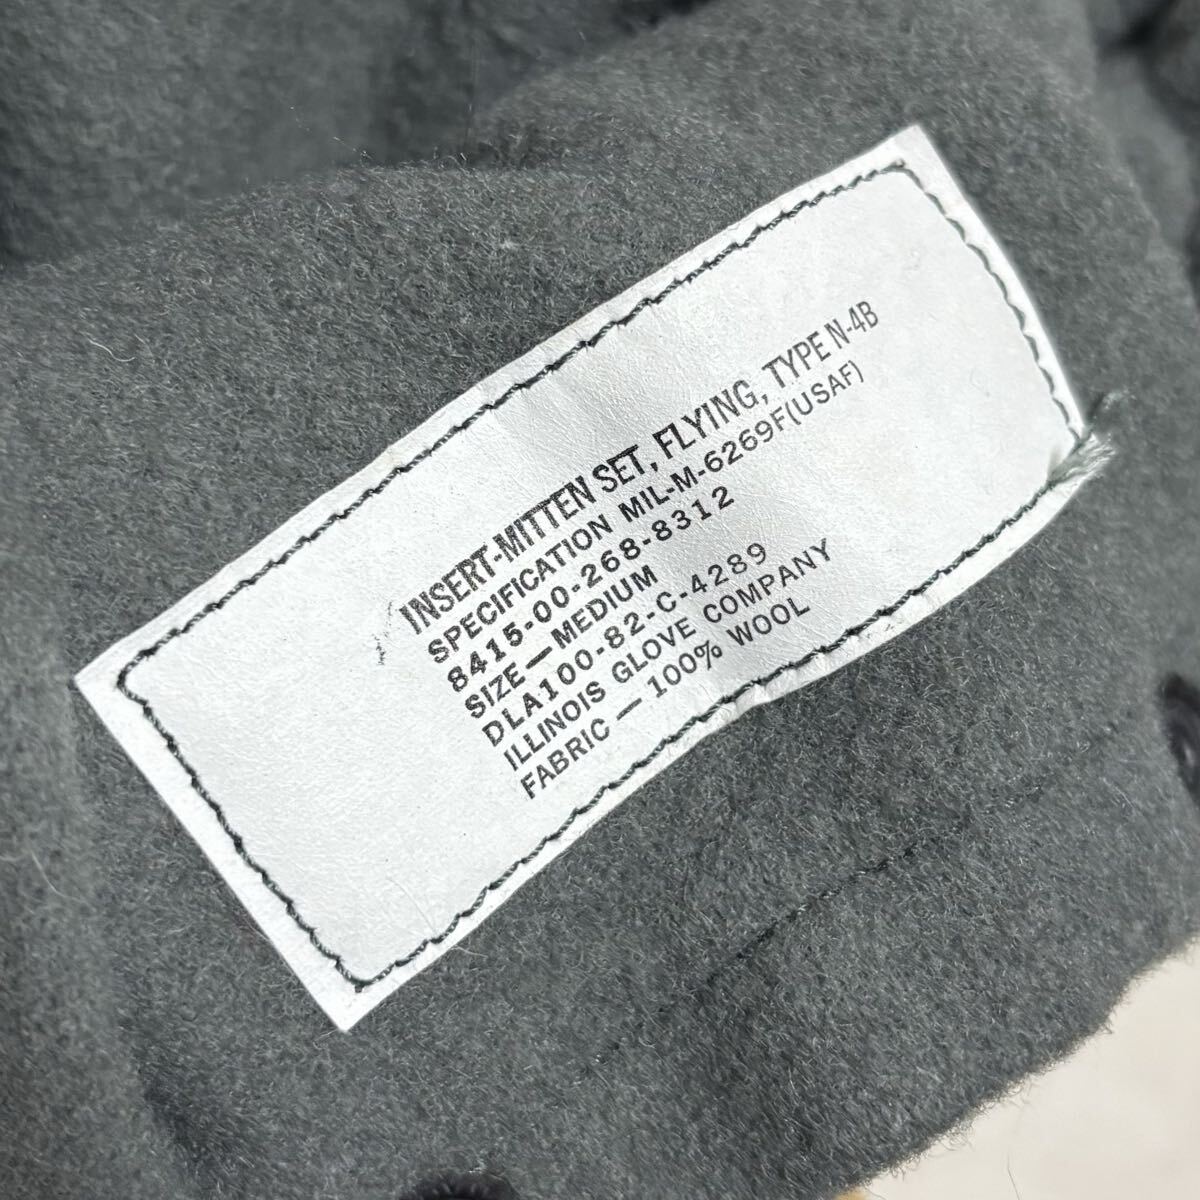 INSERT-MITTEN SET, FLYING, TYPE N-4B
SPECIFICATION MIL-M-6269F(USAF)
8415-00-268-8312
SIZE—MEDIUM
DLA100-82-C-4289
ILLINOIS GLOVE COMPANY
FABRIC — 100% WOOL